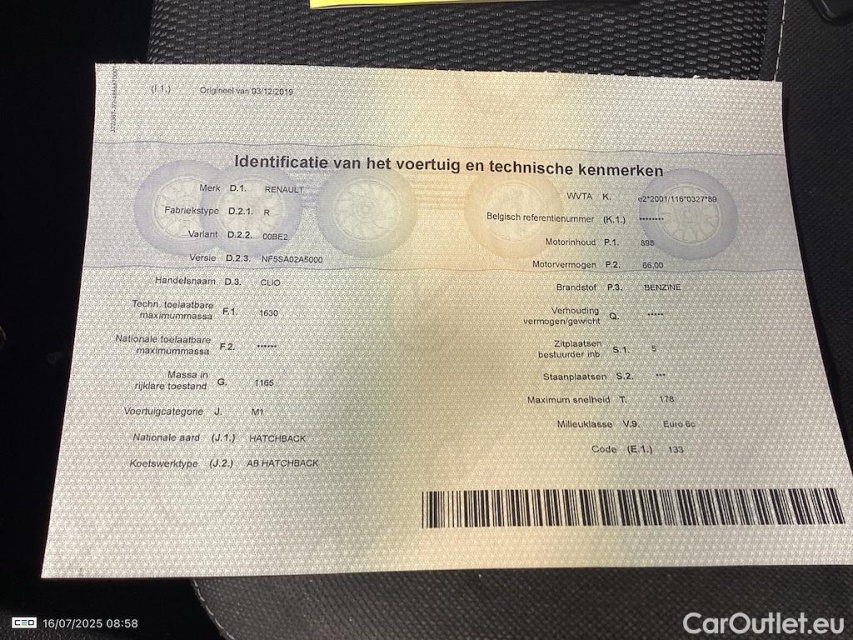 (I.1.) Origineel van 03/12/2019
Identificatie van het voertuig en technische kenmerken
Merk D.1. RENAULT
Fabriekstype D.2.1. R
Variant D.2.2. 00BE2
Versie D.2.3. NF5SA02A5000
Handelsnaam D.3. CLIO
Techn. toelaatbare
maximummassa F.1. 1630
Nationale toelaatbare
maximummassa F.2. ******
Massa in
rijklare toestand G. 1165
Voertuigcategorie J. M1
Nationale aard (J.1.) HATCHBACK
Koetswerktype (J.2.) AB HATCHBACK
WVTA K. e2*2001/116*0327*89
Belgisch referentienummer (K.1.) ********
Motorinhoud P.1. 898
Motorvermogen P.2. 66.00
Brandstof P.3. BENZINE
Verhouding
vermogen/gewicht Q. *****
Zitplaatsen
bestuurder inb. S.1. 5
Staanplaatsen S.2. ***
Maximum snelheid T. 178
Milieuklasse V.9. Euro 6c
Code (E.1.) 133
16/07/2025 08:58
CarOutlet.eu